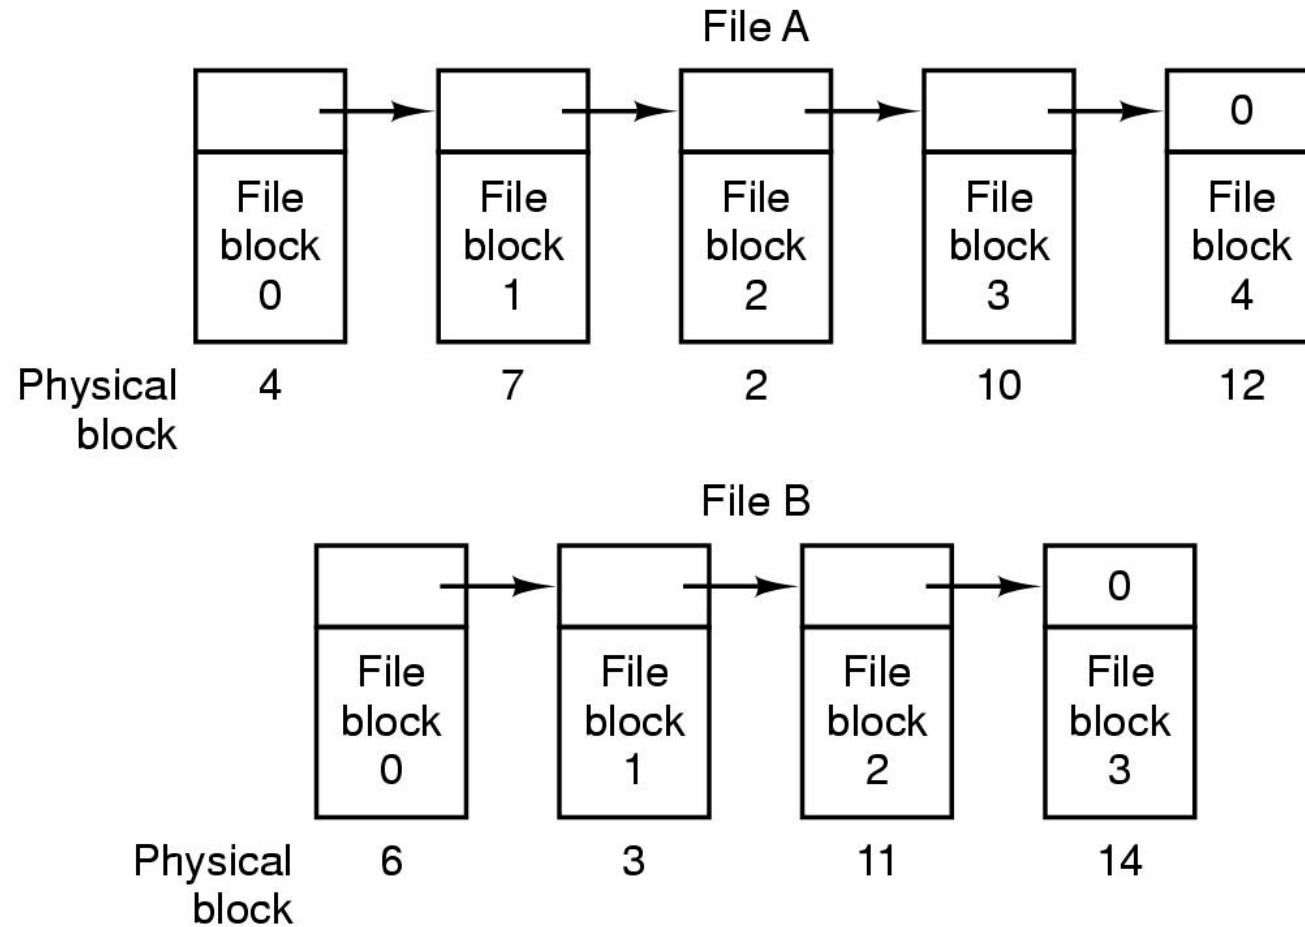 File A
0
File File File File File
block block block block block
0 1 2 3 4
Physical 4 7 2 10 12
block
File B
0
File File File File
block block block block
0 1 2 3
Physical 6 3 11 14
block